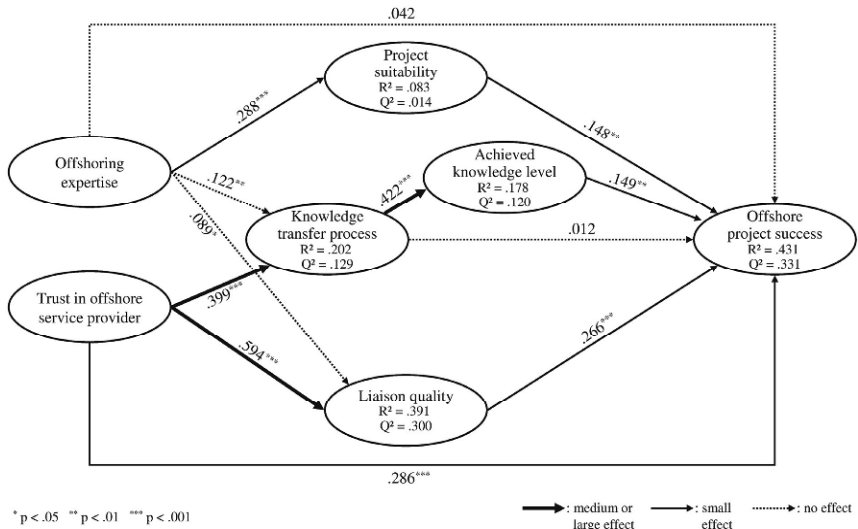 .042
Project
suitability
R² = .083
Q² = .014
.288***
.148**
Offshoring
expertise
Achieved
knowledge level
R² = .178
Q² = .120
.122**
.422***
.149**
.089*
Knowledge
transfer process
R² = .202
Q² = .129
.012
Offshore
project success
R² = .431
Q² = .331
Trust in offshore
service provider
.399***
.594***
.266***
Liaison quality
R² = .391
Q² = .300
.286***
* p < .05 ** p < .01 *** p < .001
: medium or
large effect
: small
effect
: no effect